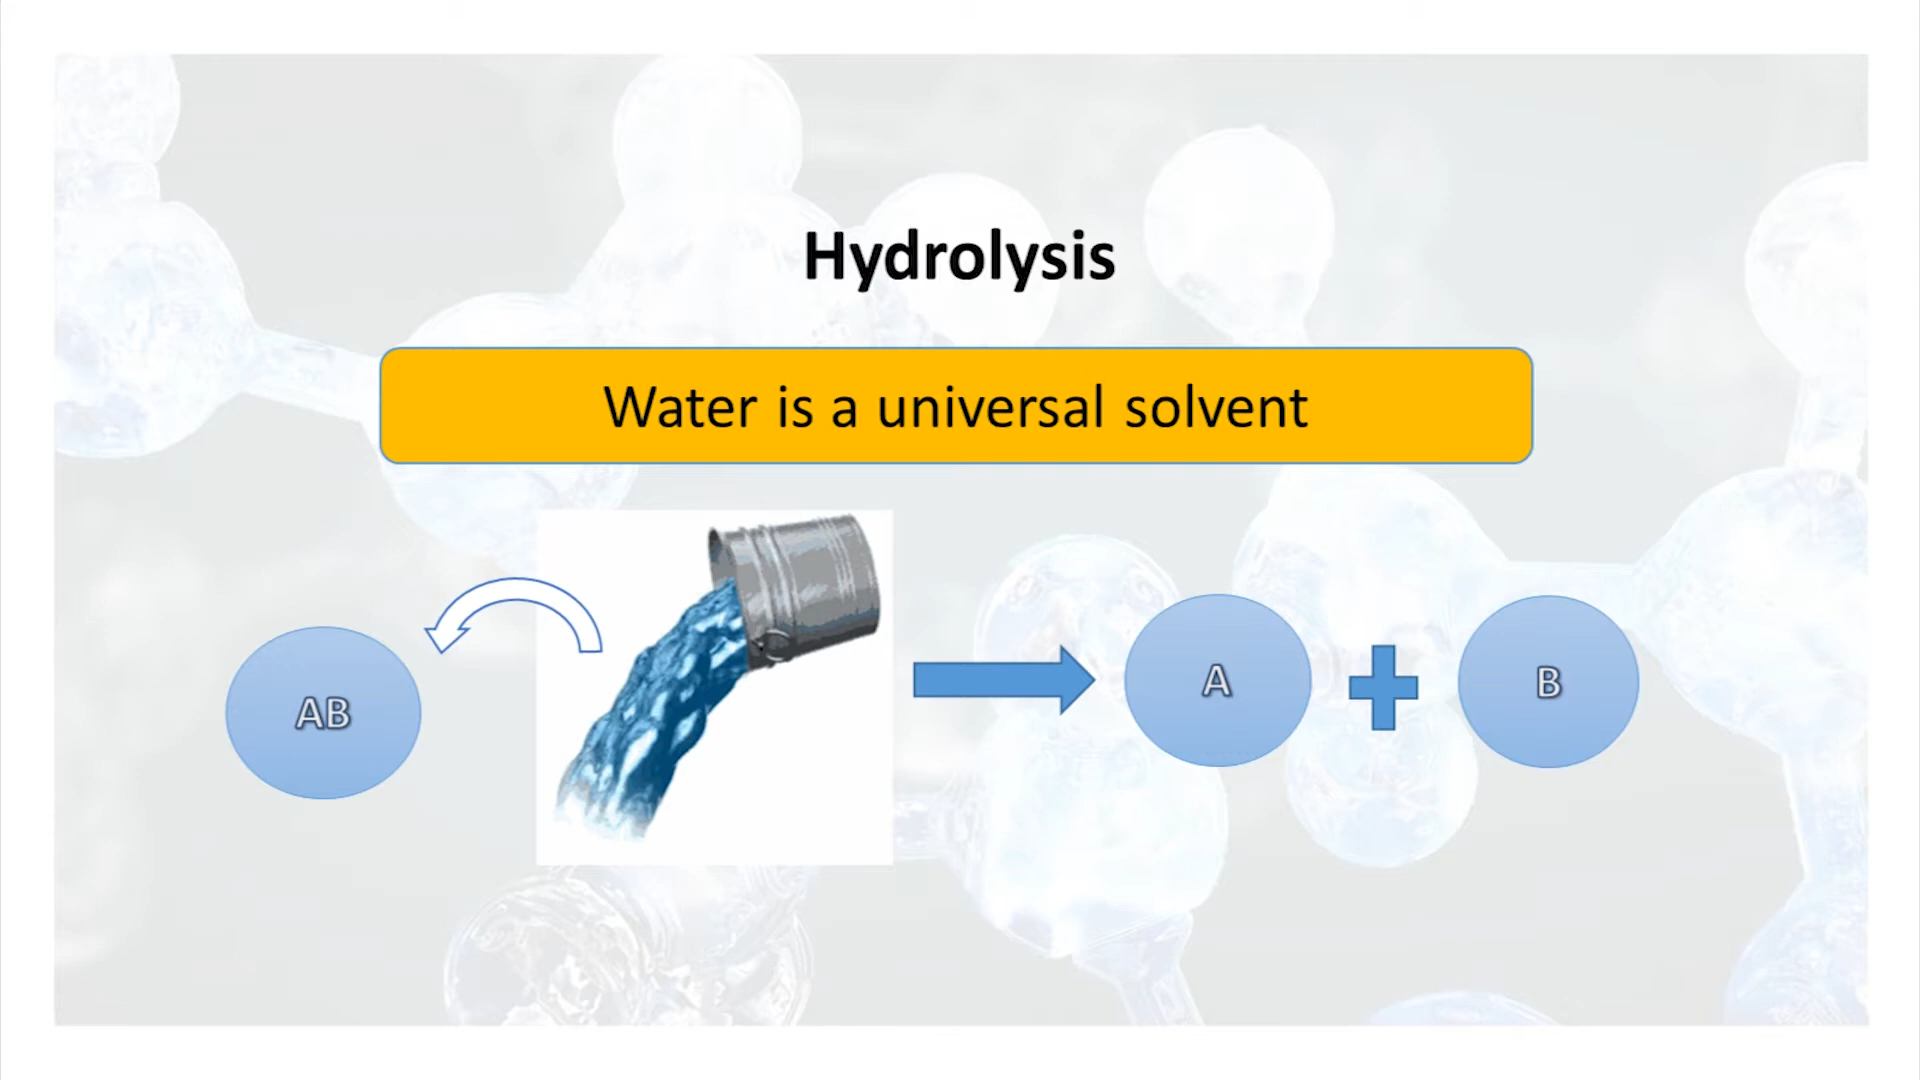 Hydrolysis
Water is a universal solvent
AB
A
B